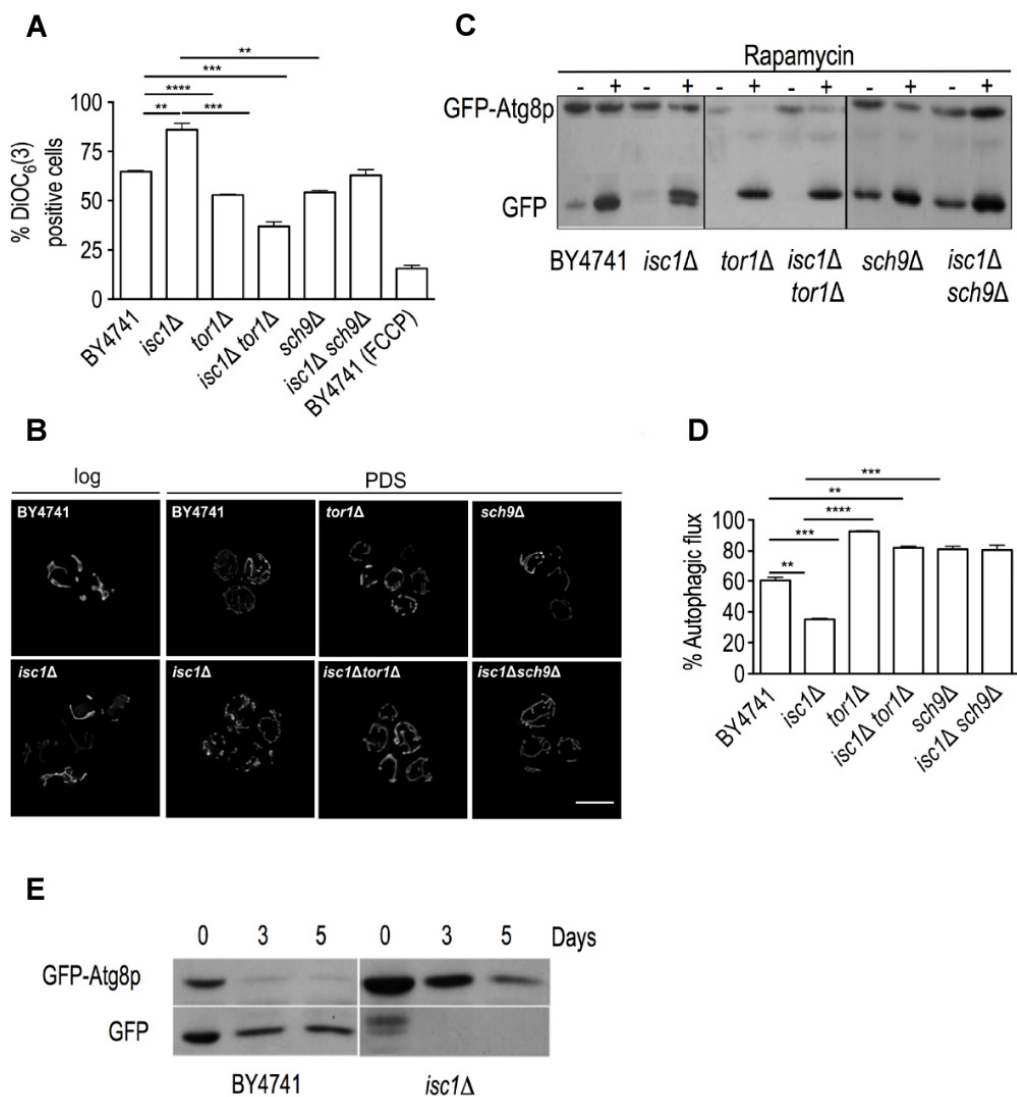 A
**
***
****
**
***
% DiOC6(3)
positive cells
100
75
50
25
0
BY4741
isc1Δ
tor1Δ
isc1Δ tor1Δ
sch9Δ
isc1Δ sch9Δ
BY4741 (FCCP)
C
Rapamycin
- + - + - + - + - + - +
GFP-Atg8p
GFP
BY4741 isc1Δ tor1Δ isc1Δ sch9Δ isc1Δ
tor1Δ sch9Δ
B
log PDS
BY4741 BY4741 tor1Δ sch9Δ
isc1Δ isc1Δ isc1Δtor1Δ isc1Δsch9Δ
D
***
**
****
***
**
% Autophagic flux
100
80
60
40
20
0
BY4741
isc1Δ
tor1Δ
isc1Δ tor1Δ
sch9Δ
isc1Δ sch9Δ
E
0 3 5 0 3 5 Days
GFP-Atg8p
GFP
BY4741 isc1Δ